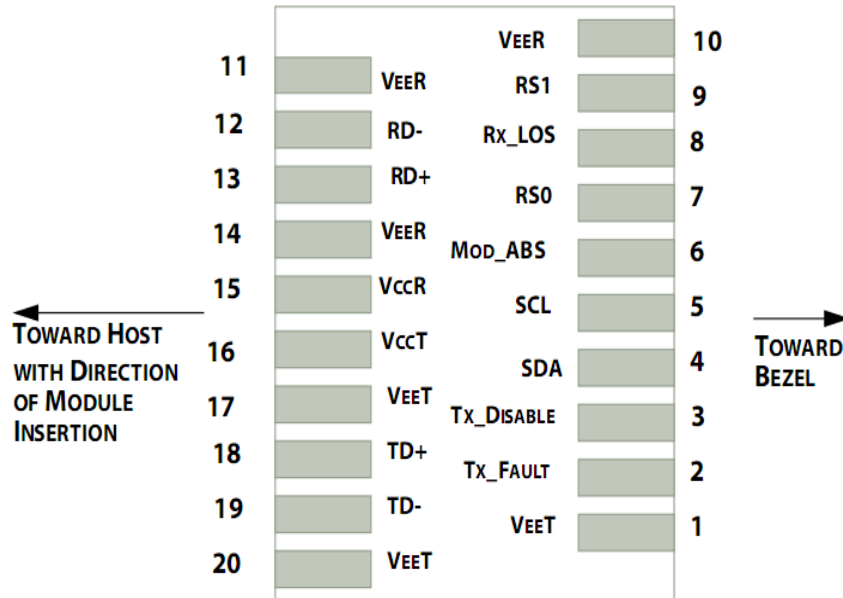 11 VEER
12 RD-
13 RD+
14 VEER
15 VCCR
16 VCCT
17 VEET
18 TD+
19 TD-
20 VEET
VEER 10
RS1 9
RX_LOS 8
RS0 7
MOD_ABS 6
SCL 5
SDA 4
TX_DISABLE 3
TX_FAULT 2
VEET 1
TOWARD HOST
WITH DIRECTION
OF MODULE
INSERTION
TOWARD
BEZEL